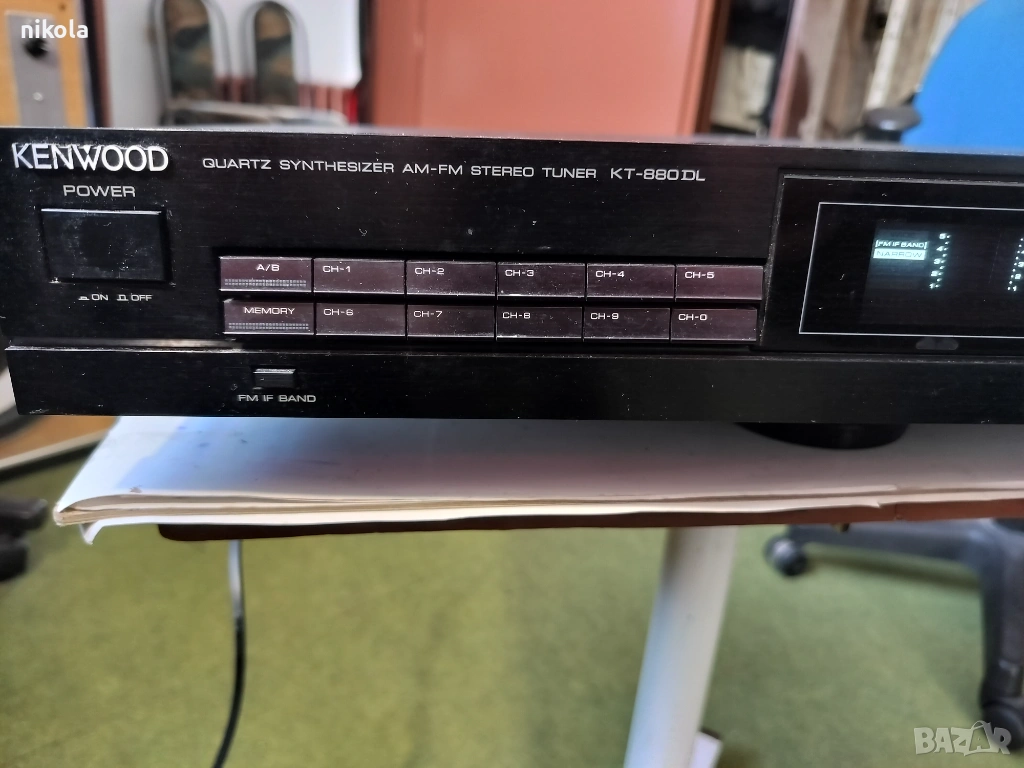 nikola
KENWOOD
QUARTZ SYNTHESIZER AM-FM STEREO TUNER KT-880DL
POWER
ON OFF
A/B CH-1 CH-2 CH-3 CH-4 CH-5
MEMORY CH-6 CH-7 CH-8 CH-9 CH-0
FM IF BAND
FM IF BAND
NARROW
BAZAR